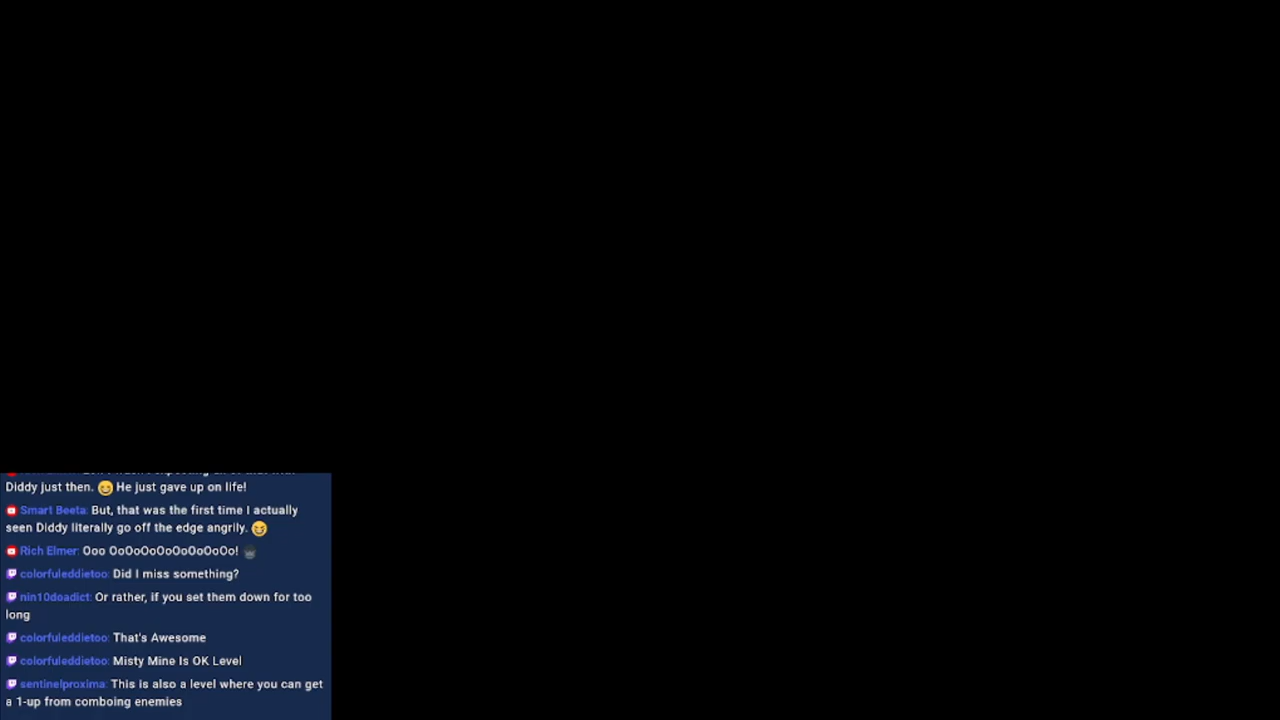 Diddy just then. 😆 He just gave up on life!
Smart Beeta: But, that was the first time I actually
seen Diddy literally go off the edge angrily. 😆
Rich Elmer: Ooo OoOoOoOoOoOoOoOo!
colorfuleddietoo: Did I miss something?
nin10doadict: Or rather, if you set them down for too
long
colorfuleddietoo: That's Awesome
colorfuleddietoo: Misty Mine Is OK Level
sentinelproxima: This is also a level where you can get
a 1-up from comboing enemies